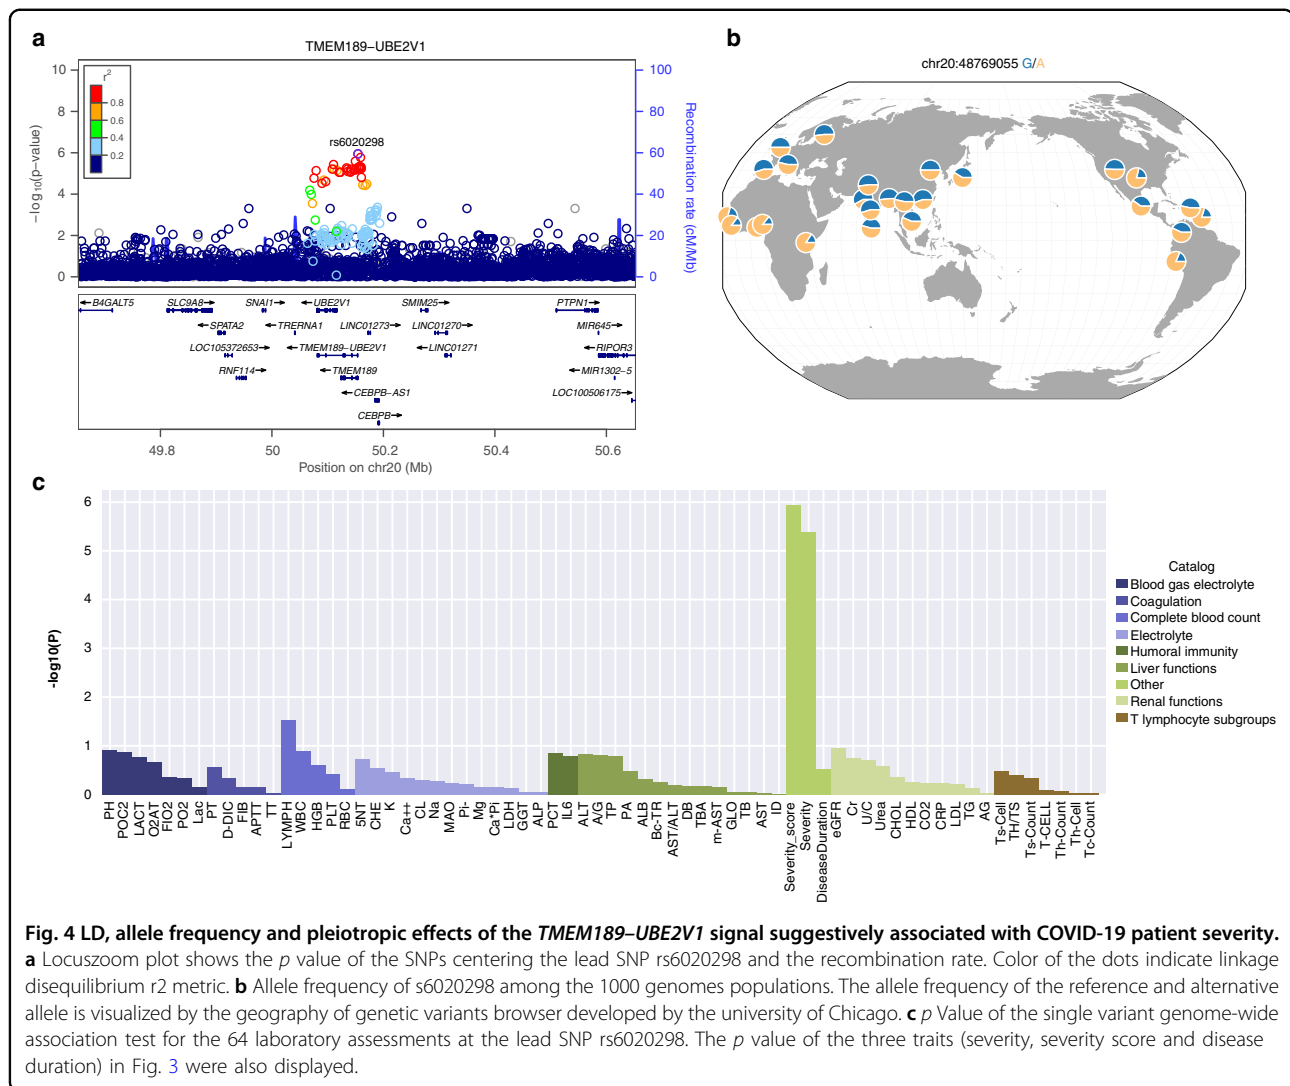 a
TMEM189–UBE2V1
10
8
6
4
2
0
−log10(p−value)
r2
0.8
0.6
0.4
0.2
rs6020298
100
80
60
40
20
0
Recombination rate (cM/Mb)
←B4GALT5
SLC9A8→
SNAI1→
←UBE2V1
SMIM25→
PTPN1→
←SPATA2
←TRERNA1
LINC01273→
LINC01270→
MIR645→
LOC105372653→
←TMEM189−UBE2V1
←LINC01271
←RIPOR3
RNF114→
←TMEM189
←MIR1302−5
←CEBPB−AS1
LOC100506175→
CEBPB→
49.8
50
50.2
50.4
50.6
Position on chr20 (Mb)
b
chr20:48769055 G/A
c
6
5
4
3
2
1
0
-log10(P)
PH
POC2
LACT
O2AT
FIO2
PO2
Lac
PT
D-DIC
FIB
APTT
TT
LYMPH
WBC
HGB
PLT
RBC
5NT
CHE
K
Ca++
CL
Na
MAO
Pi-
Mg
Ca*Pi
LDH
GGT
ALP
PCT
IL6
ALT
A/G
TP
PA
ALB
Bc-TR
AST/ALT
DB
TBA
m-AST
GLO
TB
AST
ID
Severity_score
Severity
DiseaseDuration
eGFR
Cr
U/C
Urea
CHOL
HDL
CO2
CRP
LDL
TG
AG
Ts-Cell
TH/TS
Ts-Count
T-CELL
Th-Count
Th-Cell
Tc-Count
Catalog
Blood gas electrolyte
Coagulation
Complete blood count
Electrolyte
Humoral immunity
Liver functions
Other
Renal functions
T lymphocyte subgroups
Fig. 4 LD, allele frequency and pleiotropic effects of the TMEM189–UBE2V1 signal suggestively associated with COVID-19 patient severity.
a Locuszoom plot shows the p value of the SNPs centering the lead SNP rs6020298 and the recombination rate. Color of the dots indicate linkage
disequilibrium r2 metric. b Allele frequency of s6020298 among the 1000 genomes populations. The allele frequency of the reference and alternative
allele is visualized by the geography of genetic variants browser developed by the university of Chicago. c p Value of the single variant genome-wide
association test for the 64 laboratory assessments at the lead SNP rs6020298. The p value of the three traits (severity, severity score and disease
duration) in Fig. 3 were also displayed.